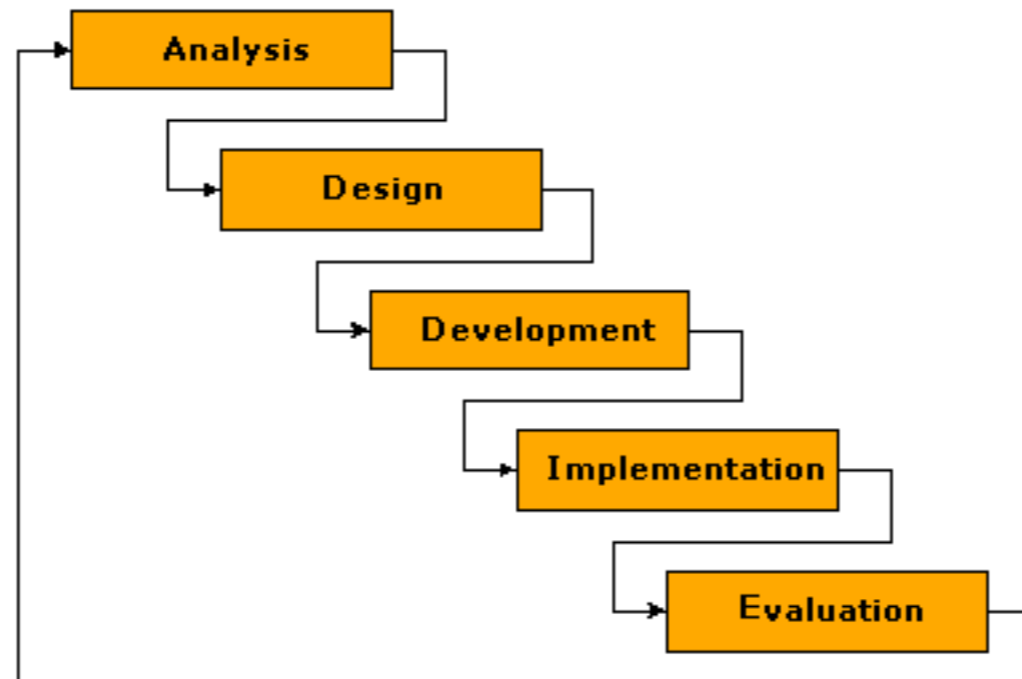 Analysis
Design
Development
Implementation
Evaluation